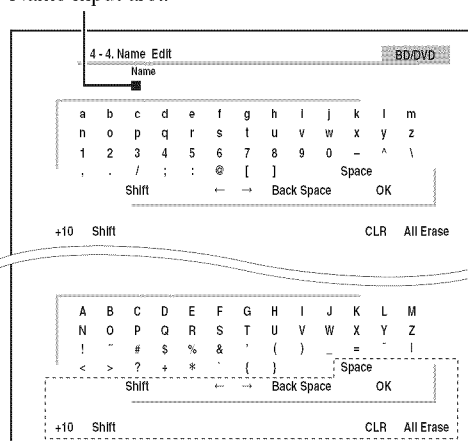 Name input area.
4 - 4. Name Edit BD/DVD
Name
a b c d e f g h i j k l m
n o p q r s t u v w x y z
1 2 3 4 5 6 7 8 9 0 – ^ \
, . / ; : @ [ ] Space
Shift ← → Back Space OK
+10 Shift CLR All Erase
A B C D E F G H I J K L M
N O P Q R S T U V W X Y Z
! ¨ # $ % & ' ( ) _ = ˜ |
< > ? + * ` { } Space
Shift ← → Back Space OK
+10 Shift CLR All Erase